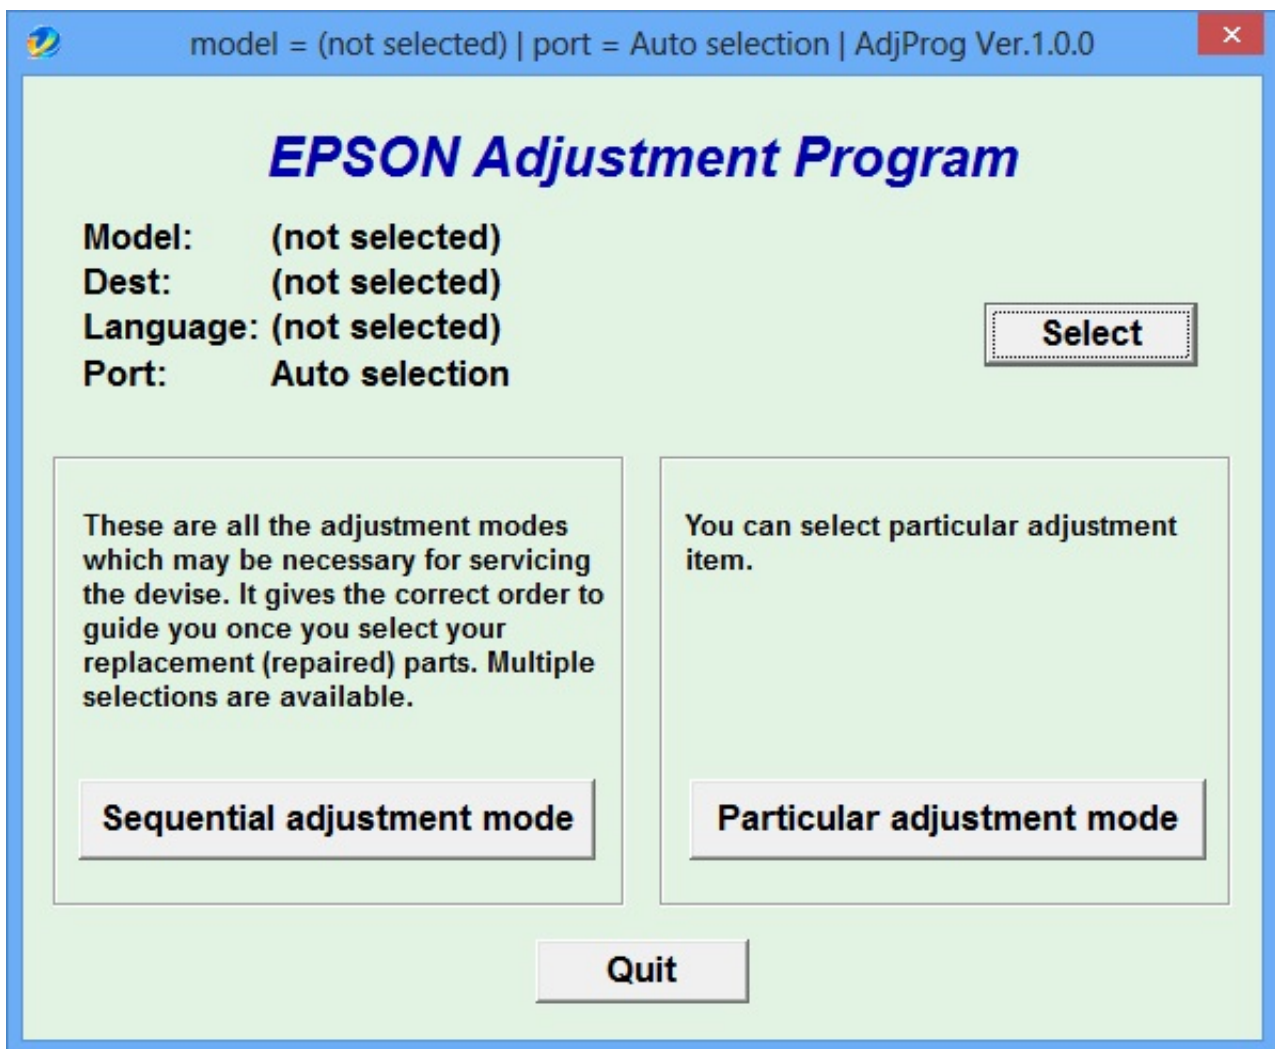 model = (not selected) | port = Auto selection | AdjProg Ver.1.0.0
EPSON Adjustment Program
Model: (not selected)
Dest: (not selected)
Language: (not selected)
Port: Auto selection
Select
These are all the adjustment modes
which may be necessary for servicing
the devise. It gives the correct order to
guide you once you select your
replacement (repaired) parts. Multiple
selections are available.
Sequential adjustment mode
You can select particular adjustment
item.
Particular adjustment mode
Quit